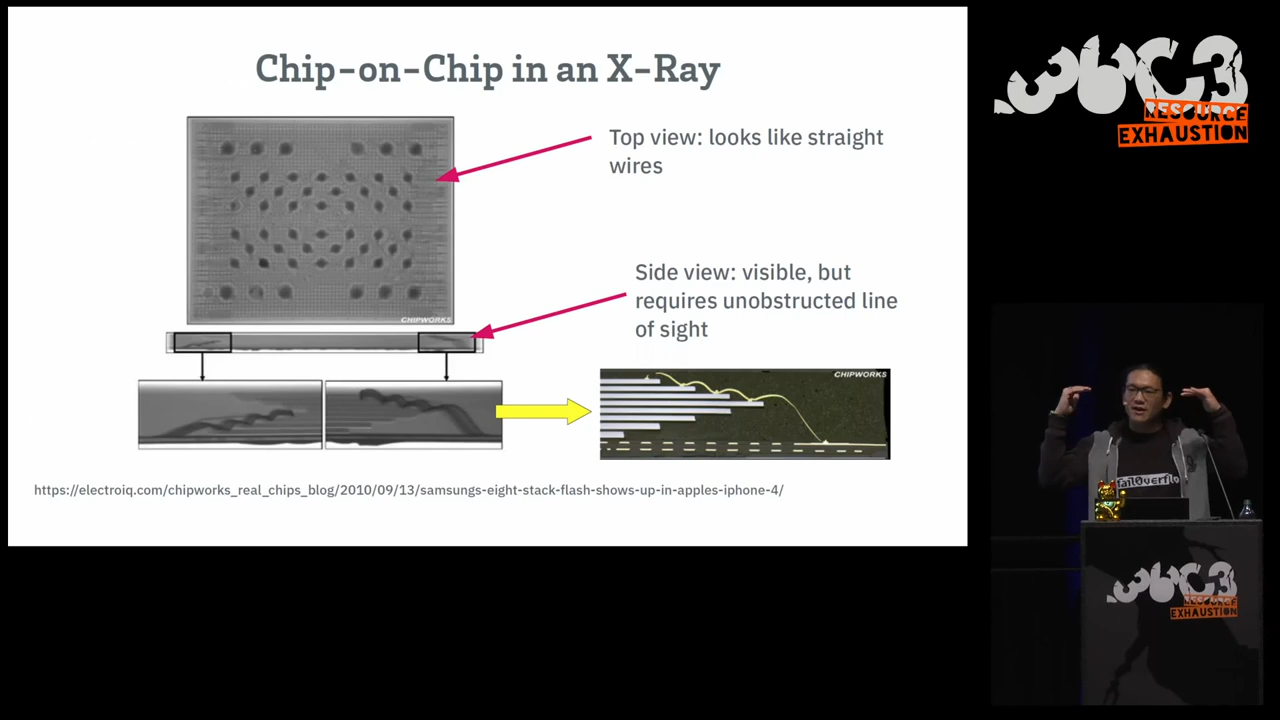 Chip-on-Chip in an X-Ray
Top view: looks like straight
wires
CHIPWORKS
Side view: visible, but
requires unobstructed line
of sight
CHIPWORKS
https://electroiq.com/chipworks_real_chips_blog/2010/09/13/samsungs-eight-stack-flash-shows-up-in-apples-iphone-4/
36C3
RESOURCE
EXHAUSTION
fail0verflo
36C3
RESOURCE
EXHAUSTION